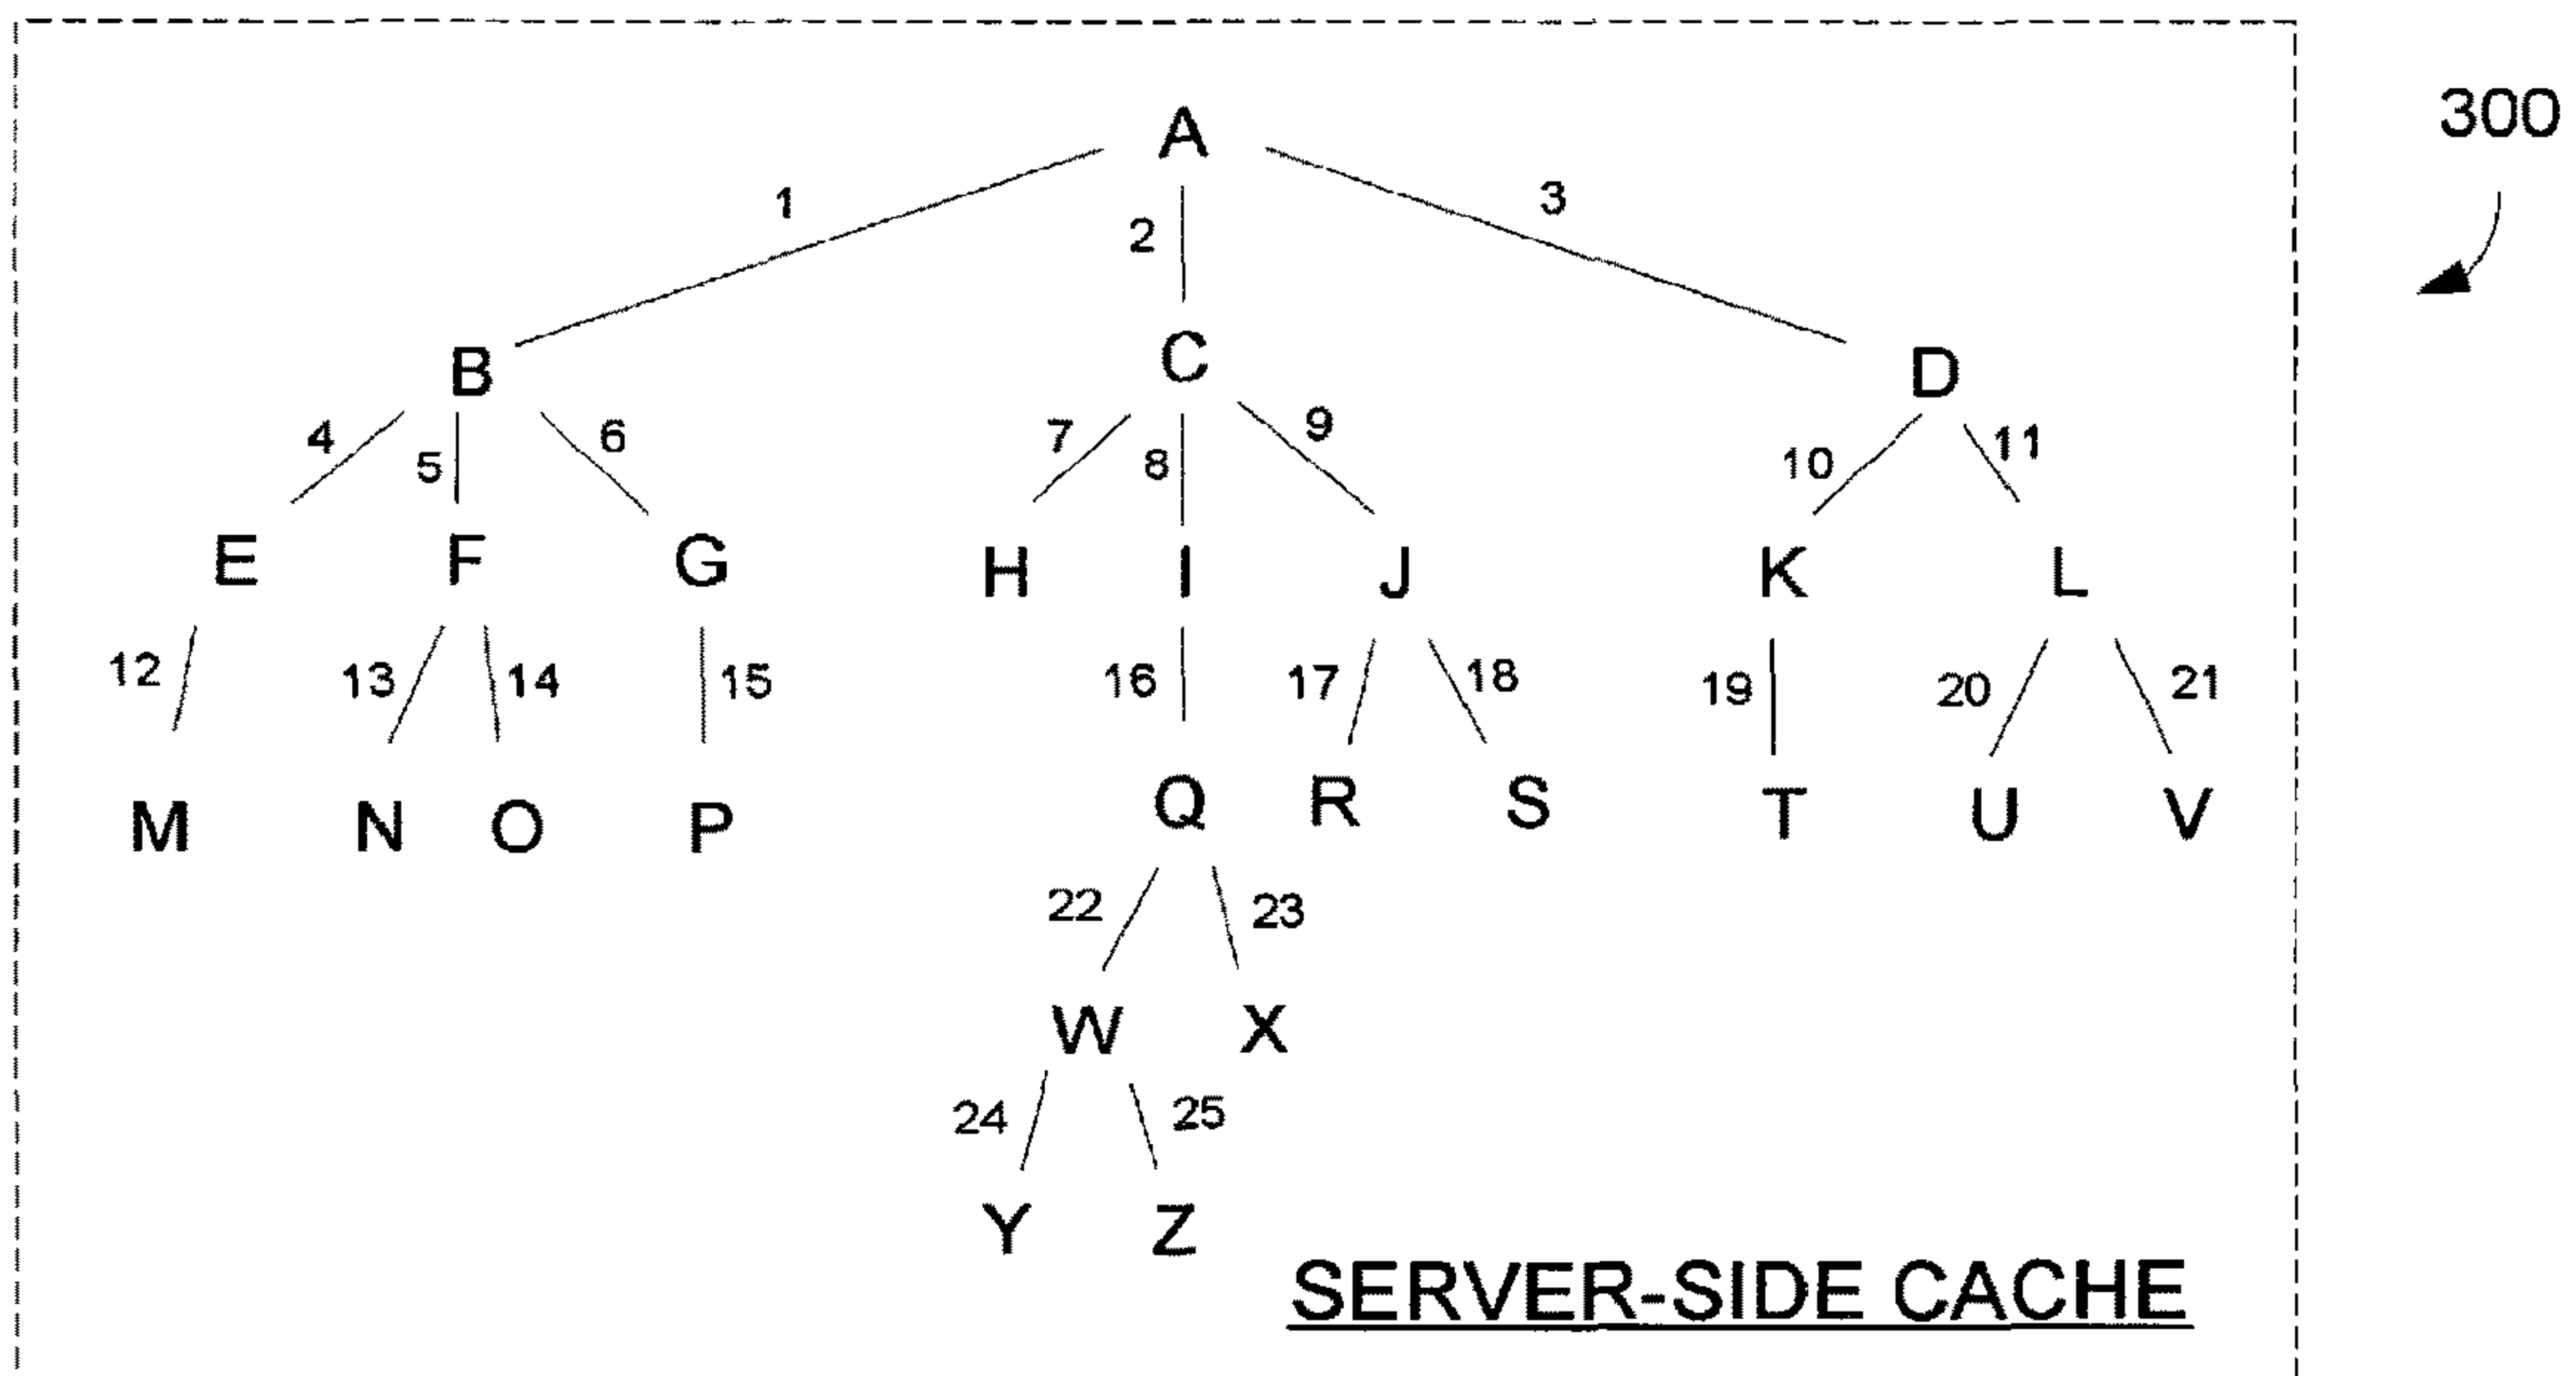 A
300
1
2
3
B
C
D
4
5
6
7
8
9
10
11
E
F
G
H
I
J
K
L
12
13
14
15
16
17
18
19
20
21
M
N
O
P
Q
R
S
T
U
V
22
23
W
X
24
25
Y
Z
SERVER-SIDE CACHE